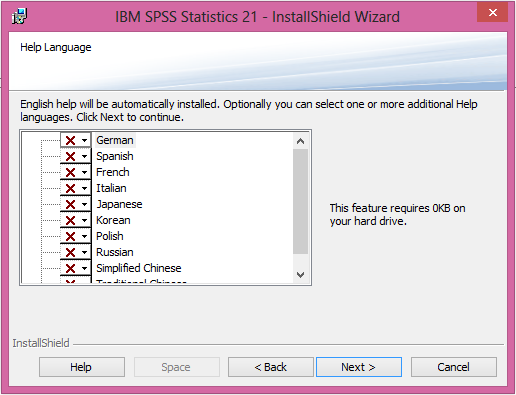 IBM SPSS Statistics 21 - InstallShield Wizard
Help Language
English help will be automatically installed. Optionally you can select one or more additional Help
languages. Click Next to continue.
German
Spanish
French
Italian
Japanese
Korean
Polish
Russian
Simplified Chinese
Traditional Chinese
This feature requires 0KB on
your hard drive.
InstallShield
Help
Space
< Back
Next >
Cancel